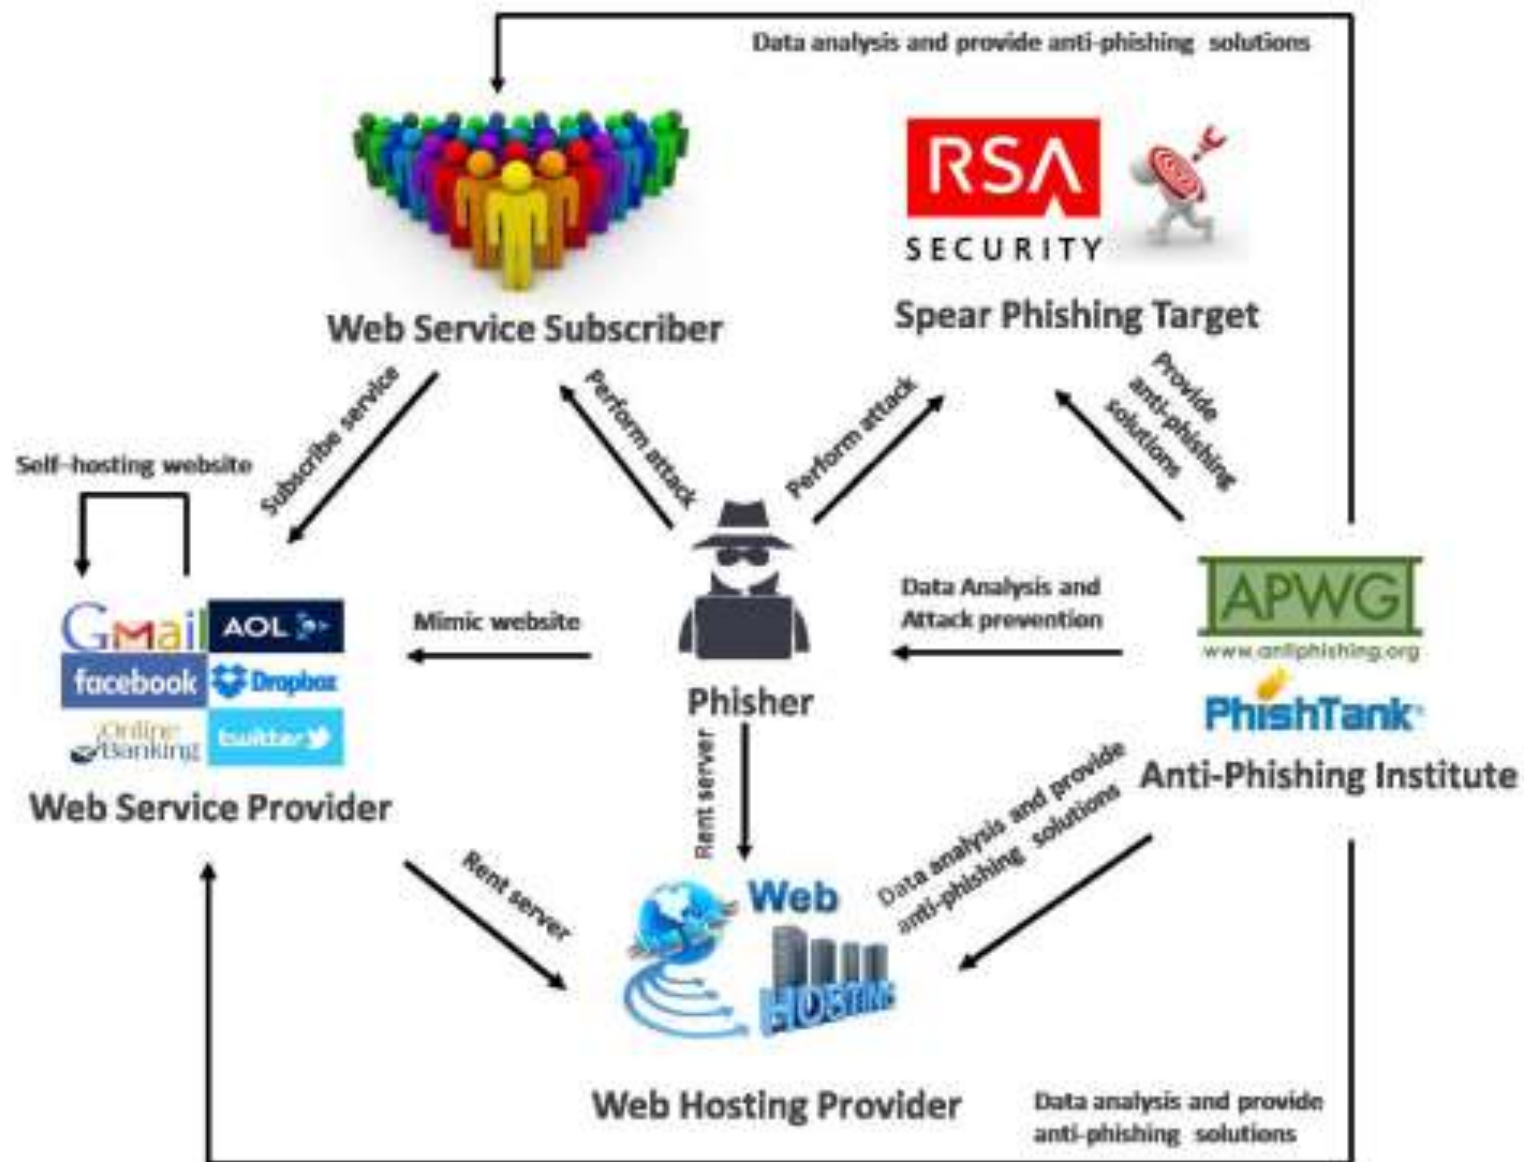 Data analysis and provide anti-phishing solutions
RSA
SECURITY
Web Service Subscriber
Spear Phishing Target
Subscribe service
Perform attack
Perform attack
Provide
anti-phishing
solutions
Self-hosting website
Gmail
AOL
facebook
Dropbox
Online
Banking
twitter
Mimic website
Data Analysis and
Attack prevention
APWG
www.antiphishing.org
PhishTank
Phisher
Anti-Phishing Institute
Web Service Provider
Rent server
Rent server
Data analysis and provide
anti-phishing solutions
Web
HOSTING
Web Hosting Provider
Data analysis and provide
anti-phishing solutions